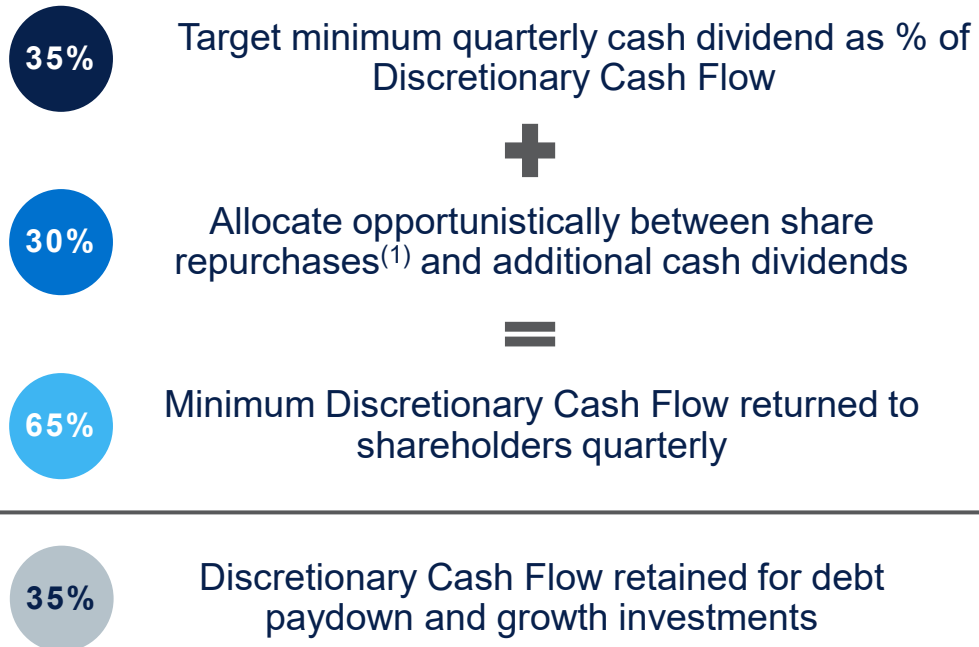 35%
Target minimum quarterly cash dividend as % of
Discretionary Cash Flow
+
30%
Allocate opportunistically between share
repurchases(1) and additional cash dividends
=
65%
Minimum Discretionary Cash Flow returned to
shareholders quarterly
35%
Discretionary Cash Flow retained for debt
paydown and growth investments